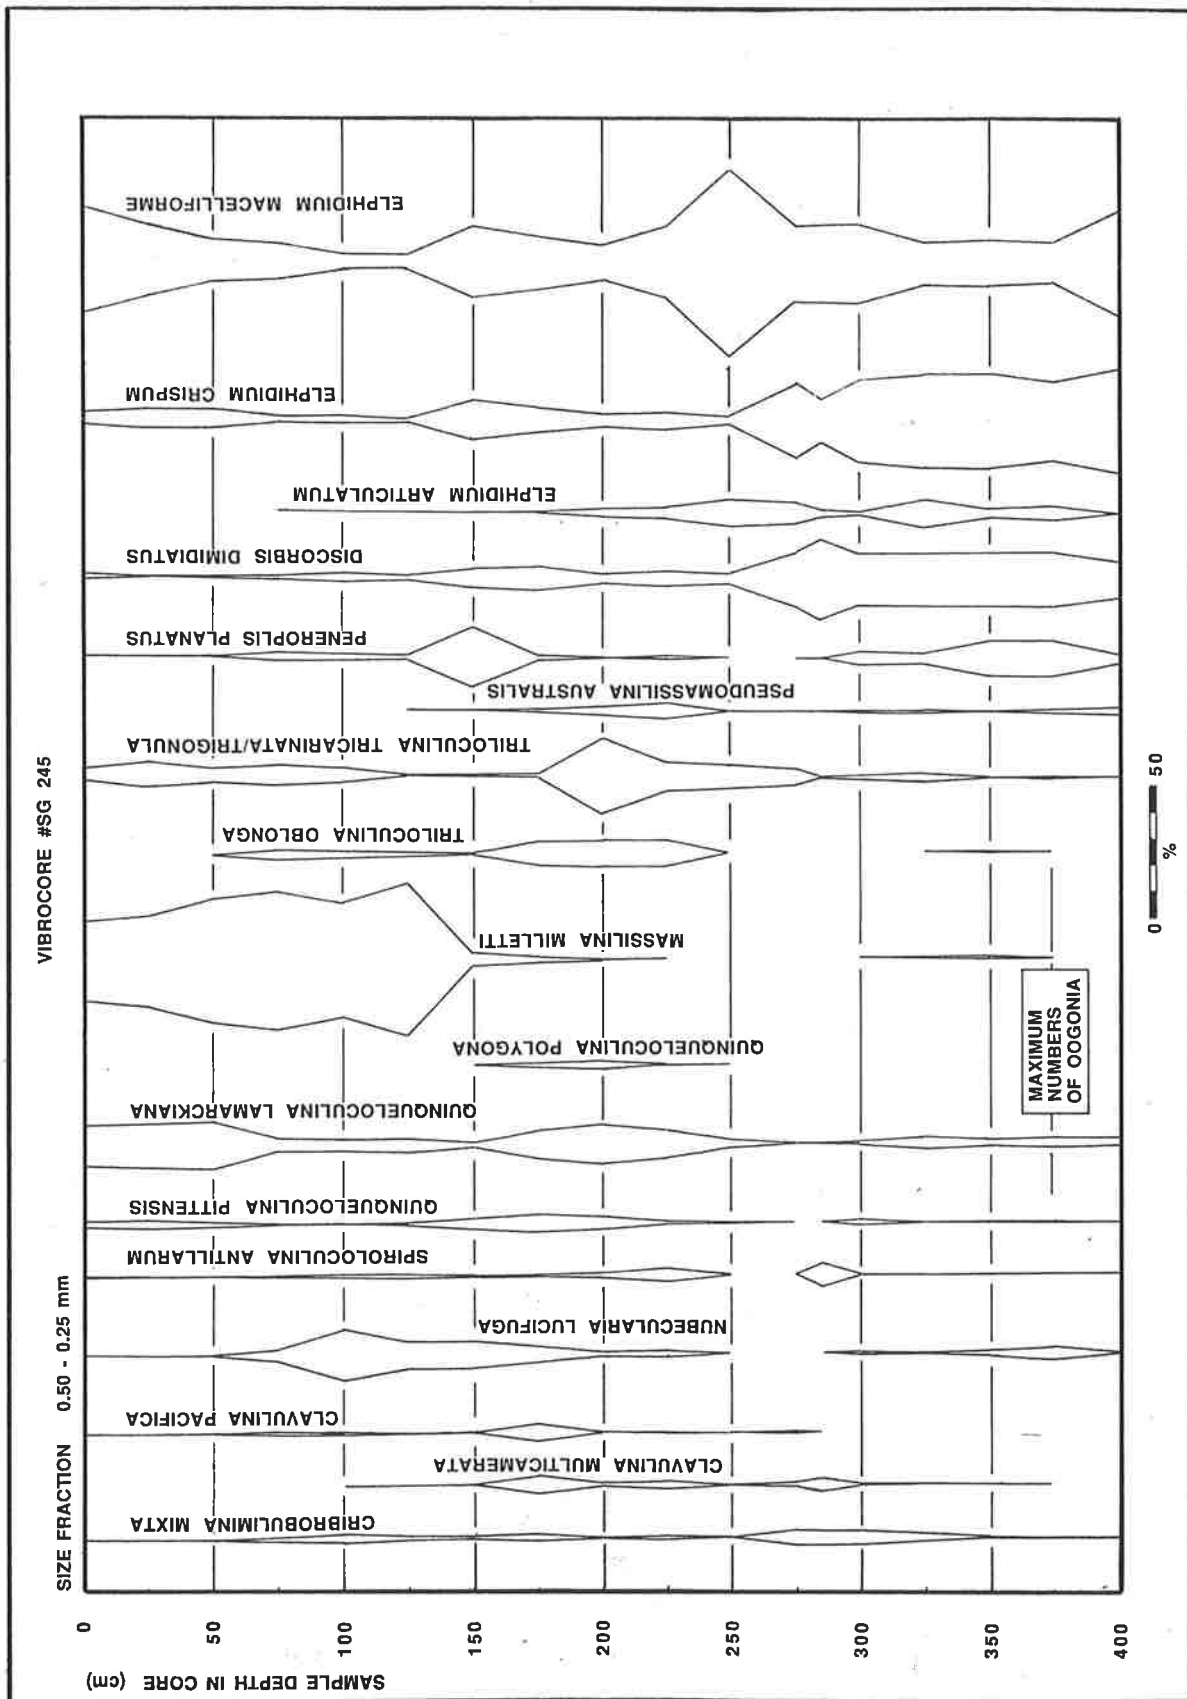 VIBROCORE #SG 245
SIZE FRACTION 0.50 - 0.25 mm
ELPHIDIUM MACELLIFORME
ELPHIDIUM CRISPUM
ELPHIDIUM ARTICULATUM
DISCORBIS DIMIDIATUS
PENEROPLIS PLANATUS
PSEUDOMASSILINA AUSTRALIS
TRILOCULINA TRICARINATA/TRIGONULA
TRILOCULINA OBLONGA
MASSILINA MILLETTI
QUINQUELOCULINA POLYGONA
QUINQUELOCULINA LAMARCKIANA
QUINQUELOCULINA PITTENSIS
SPIROLOCULINA ANTILLARUM
NUBECULARIA LUCIFUGA
CLAVULINA PACIFICA
CLAVULINA MULTICAMERATA
CRIBROBULIMINA MIXTA
MAXIMUM
NUMBERS
OF OOGONIA
0 50
%
0 50 100 150 200 250 300 350 400
SAMPLE DEPTH IN CORE (cm)